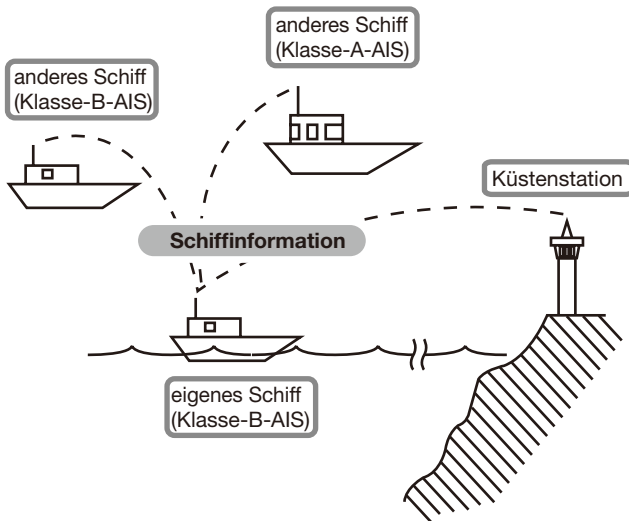 anderes Schiff
(Klasse-A-AIS)
anderes Schiff
(Klasse-B-AIS)
Küstenstation
Schiffinformation
eigenes Schiff
(Klasse-B-AIS)